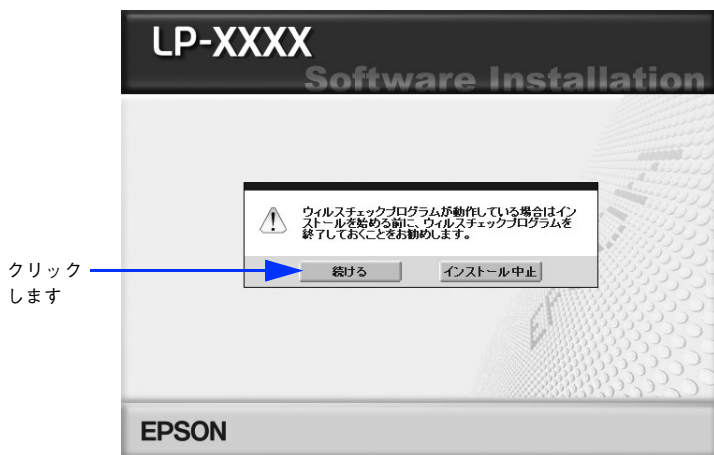 LP-XXXX
Software Installation
ウィルスチェックプログラムが動作している場合はイン
ストールを始める前に、ウィルスチェックプログラムを
終了しておくことをお勧めします。
クリック
します
続ける
インストール中止
EPSON